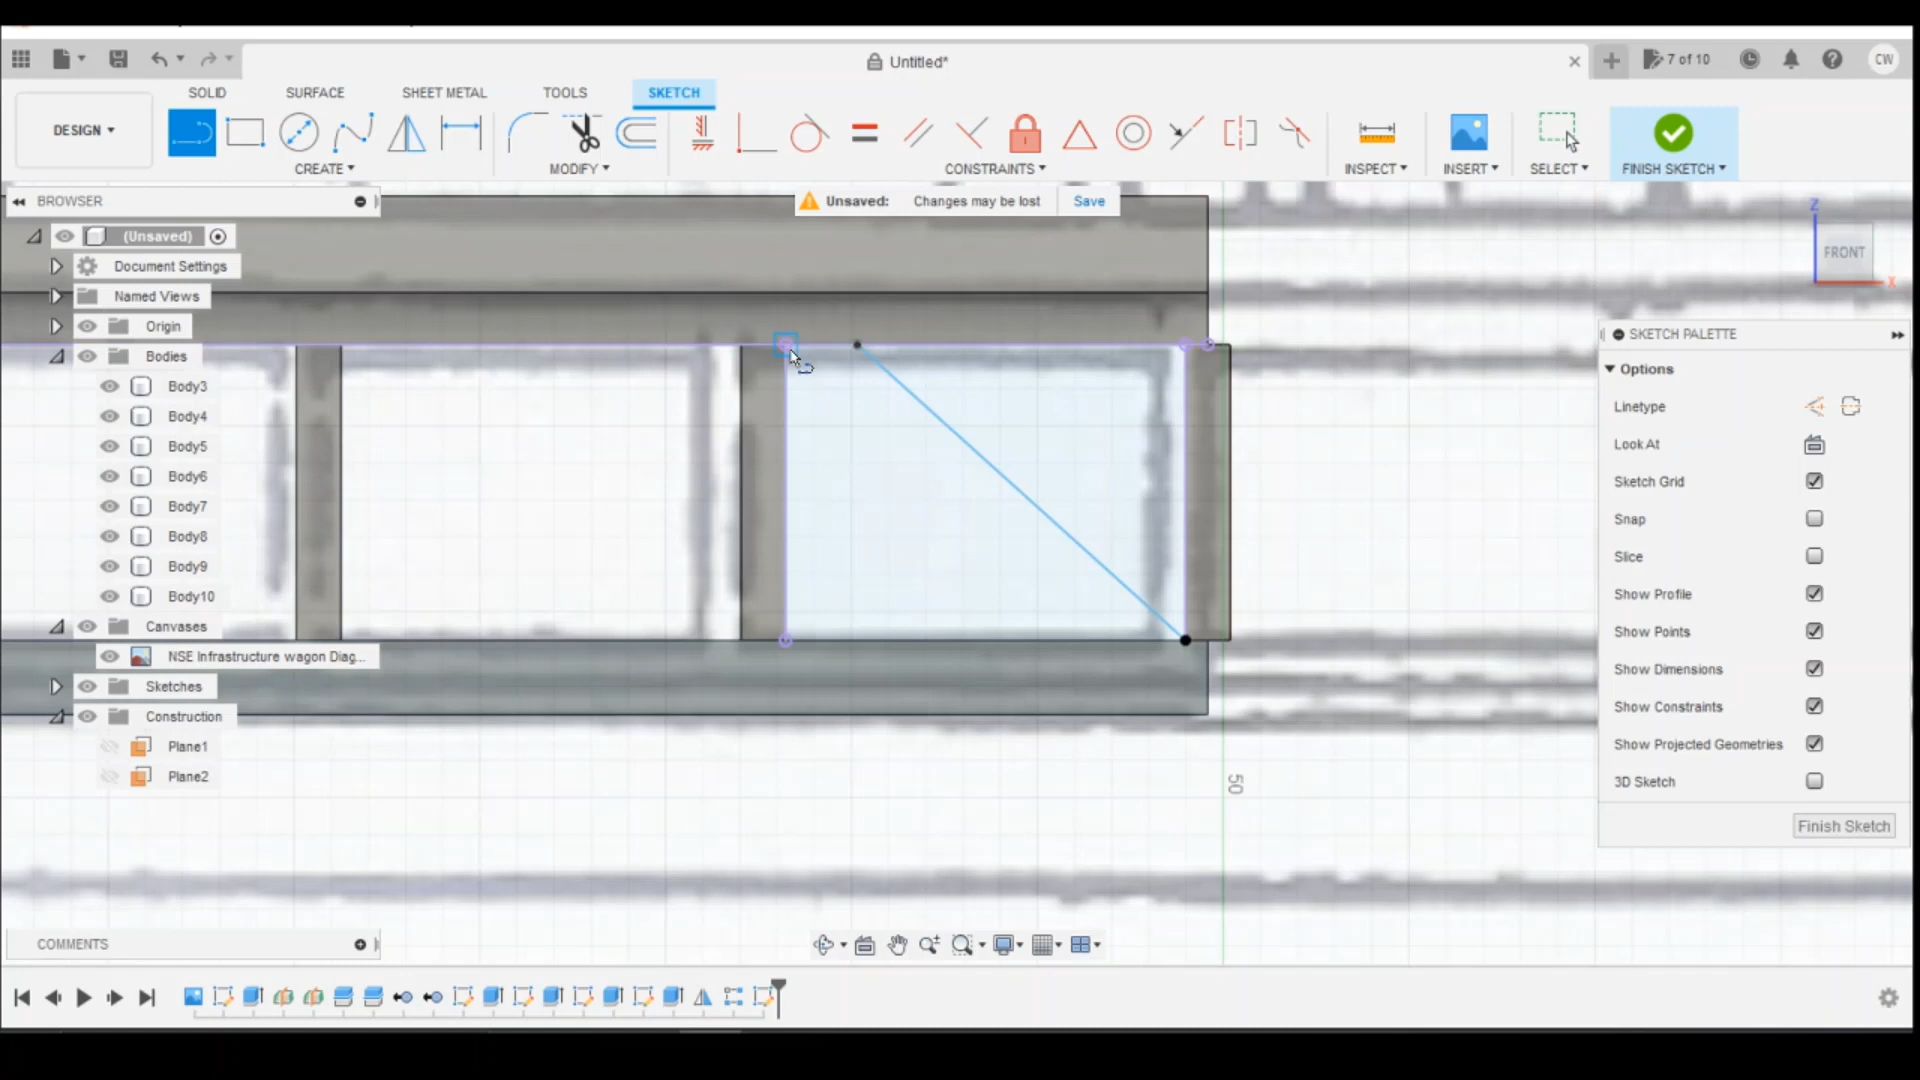 Untitled*
7 of 10
CW
SOLID
SURFACE
SHEET METAL
TOOLS
SKETCH
DESIGN
CREATE
MODIFY
CONSTRAINTS
INSPECT
INSERT
SELECT
FINISH SKETCH
BROWSER
Unsaved: Changes may be lost Save
(Unsaved)
Document Settings
Named Views
Origin
Bodies
Body3
Body4
Body5
Body6
Body7
Body8
Body9
Body10
Canvases
NSE Infrastructure wagon Diag...
Sketches
Construction
Plane1
Plane2
Z
FRONT
X
SKETCH PALETTE
Options
Linetype
Look At
Sketch Grid
Snap
Slice
Show Profile
Show Points
Show Dimensions
Show Constraints
Show Projected Geometries
3D Sketch
Finish Sketch
50
COMMENTS